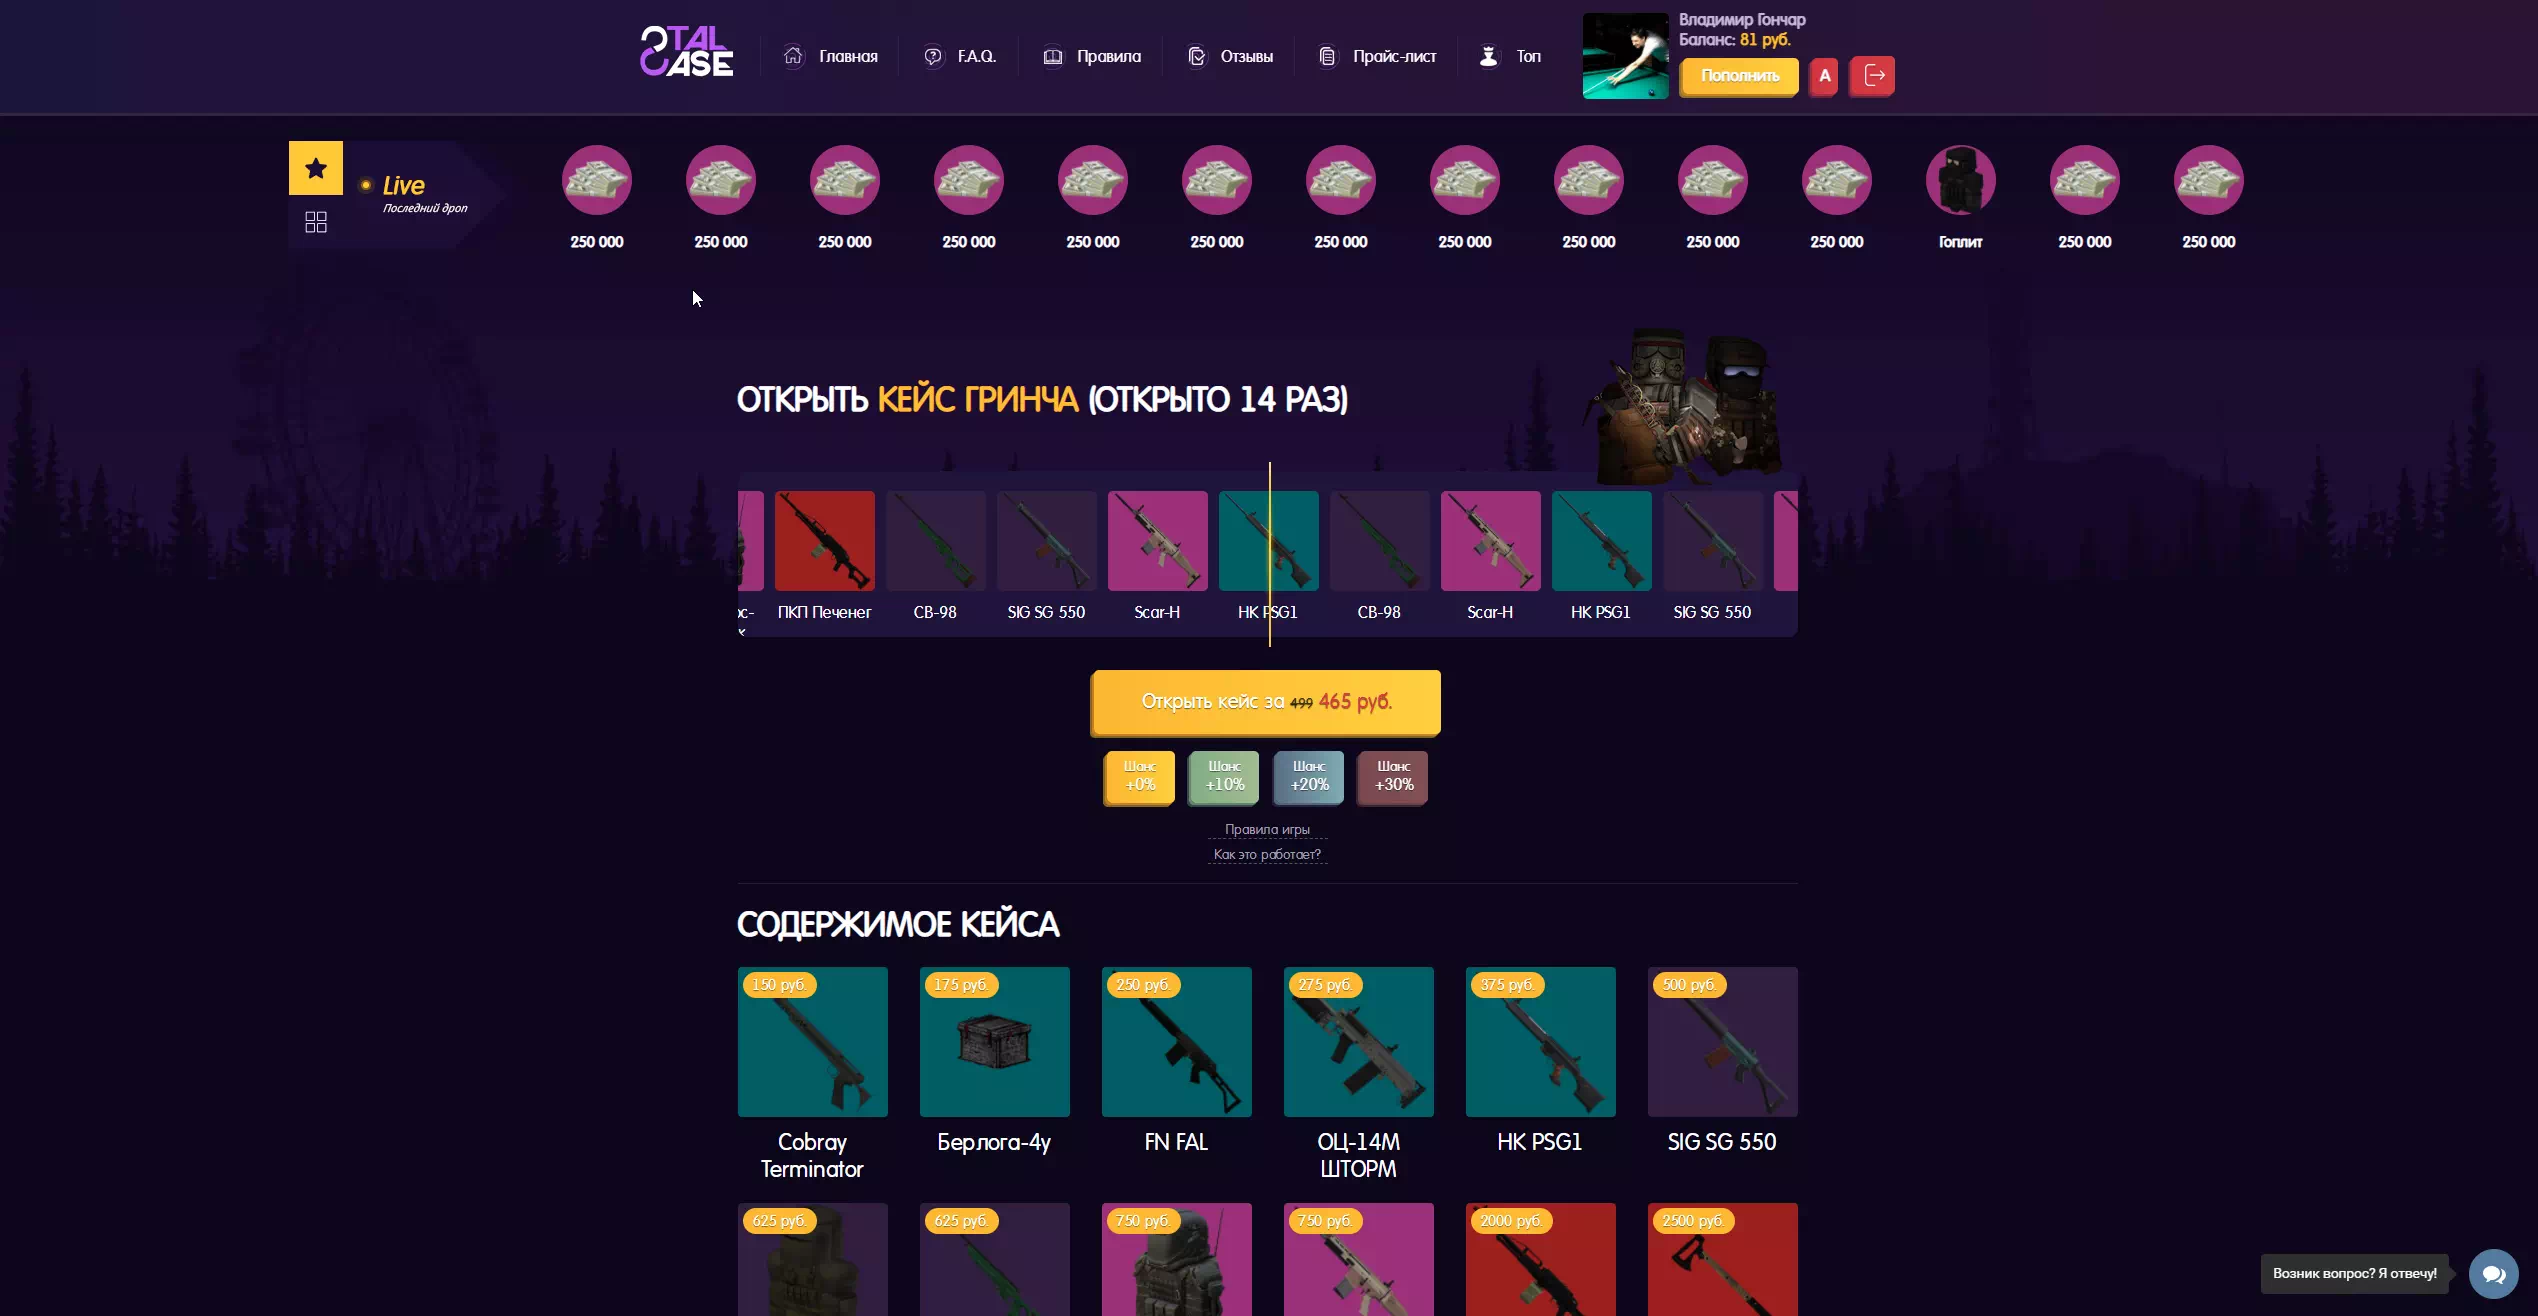 STAL
CASE
Главная
F.A.Q.
Правила
Отзывы
Прайс-лист
Топ
Владимир Гончар
Баланс: 81 руб.
Пополнить
A
Live
Последний дроп
250 000
250 000
250 000
250 000
250 000
250 000
250 000
250 000
250 000
250 000
250 000
Гоплит
250 000
250 000
ОТКРЫТЬ КЕЙС ГРИНЧА (ОТКРЫТО 14 РАЗ)
ПКП Печенег
СВ-98
SIG SG 550
Scar-H
HK PSG1
СВ-98
Scar-H
HK PSG1
SIG SG 550
Открыть кейс за 499 465 руб.
Шанс
+0%
Шанс
+10%
Шанс
+20%
Шанс
+30%
Правила игры
Как это работает?
СОДЕРЖИМОЕ КЕЙСА
150 руб.
175 руб.
250 руб.
275 руб.
375 руб.
500 руб.
Cobray
Terminator
Берлога-4у
FN FAL
ОЦ-14М
ШТОРМ
HK PSG1
SIG SG 550
625 руб.
625 руб.
750 руб.
750 руб.
2000 руб.
2500 руб.
Возник вопрос? Я отвечу!